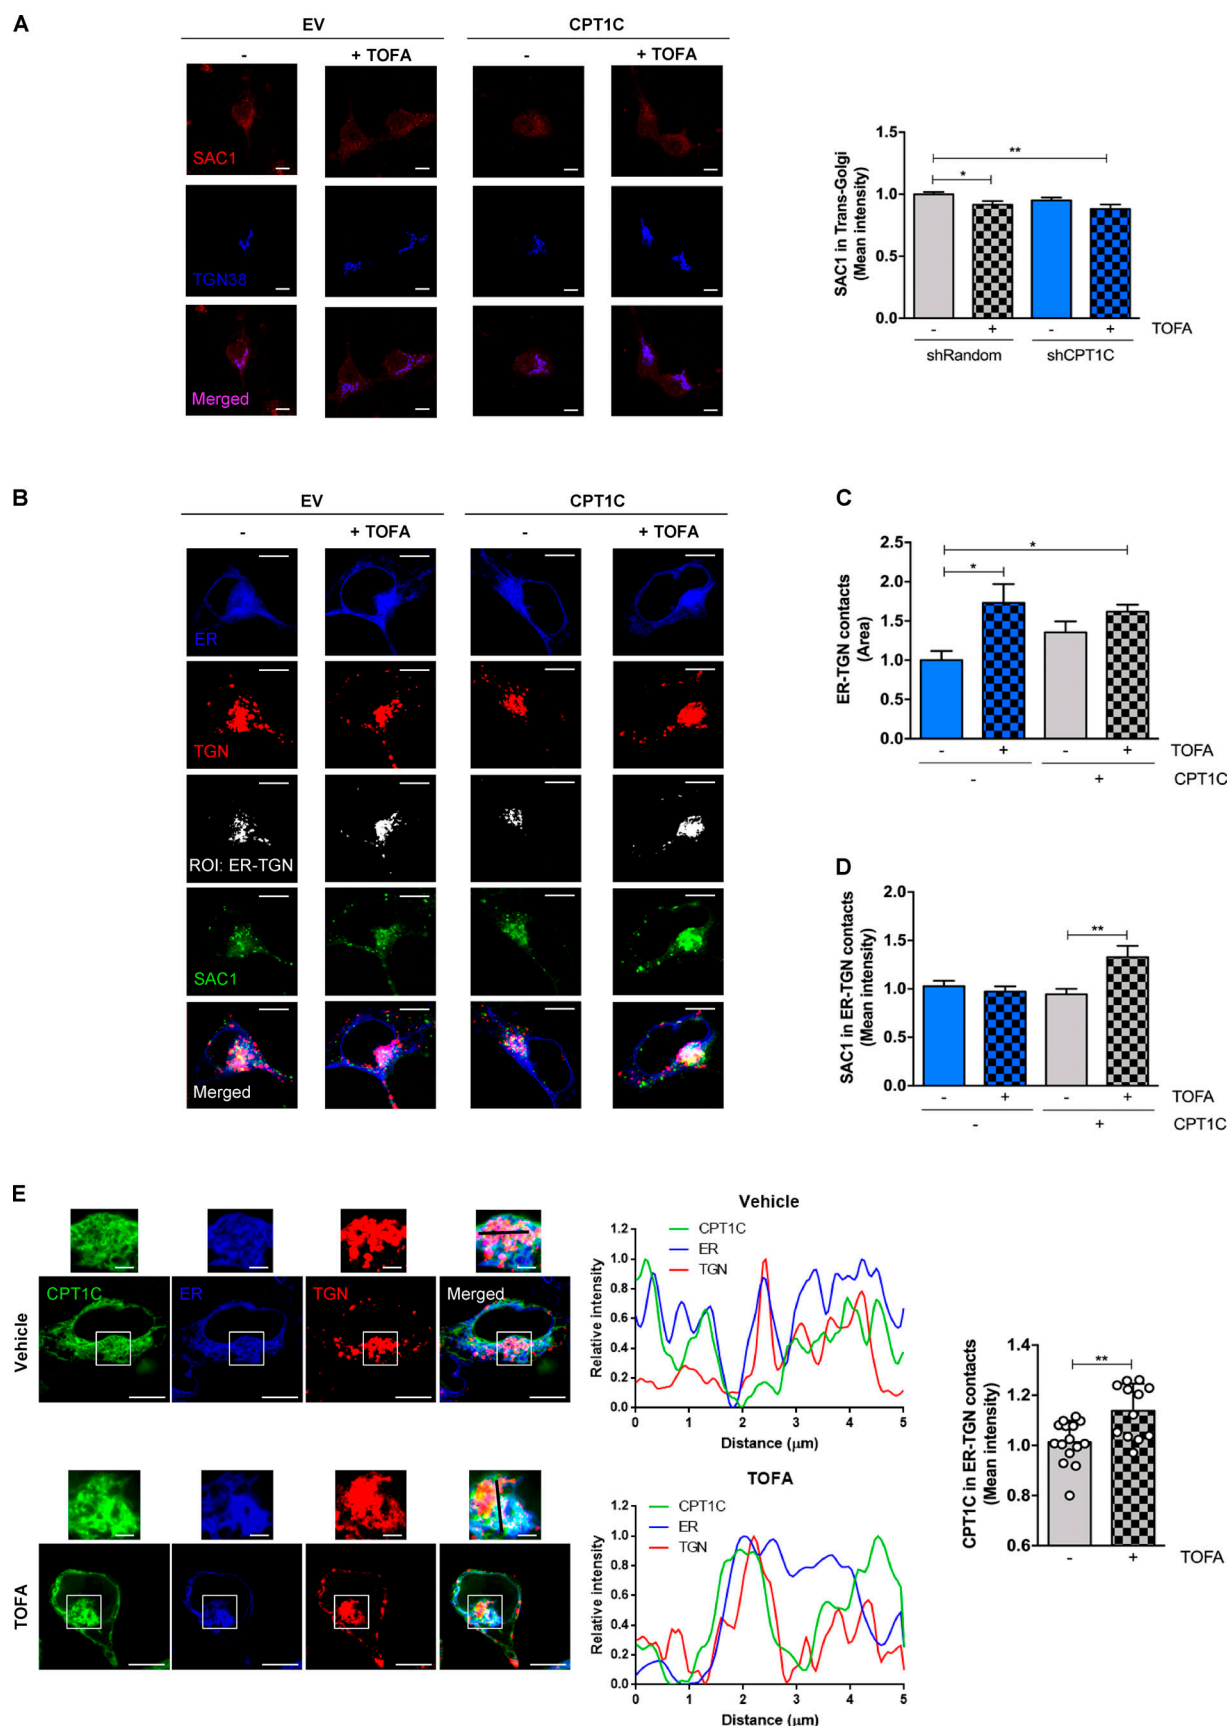 A
EV
CPT1C
-
+ TOFA
-
+ TOFA
SAC1
TGN38
Merged
SAC1 in Trans-Golgi
(Mean intensity)
1.5
1.0
0.5
0.0
*
**
-
+
-
+
TOFA
shRandom
shCPT1C
B
EV
CPT1C
-
+ TOFA
-
+ TOFA
ER
TGN
ROI: ER-TGN
SAC1
Merged
C
ER-TGN contacts
(Area)
2.5
2.0
1.5
1.0
0.5
0.0
*
*
-
+
-
+
TOFA
-
+
CPT1C
D
SAC1 in ER-TGN contacts
(Mean intensity)
2.0
1.5
1.0
0.5
0.0
**
-
+
-
+
TOFA
-
+
CPT1C
E
Vehicle
CPT1C
ER
TGN
Merged
Vehicle
CPT1C
ER
TGN
Relative intensity
1.2
1.0
0.8
0.6
0.4
0.2
0.0
0
1
2
3
4
5
Distance (μm)
TOFA
TOFA
CPT1C
ER
TGN
Relative intensity
1.2
1.0
0.8
0.6
0.4
0.2
0.0
0
1
2
3
4
5
Distance (μm)
CPT1C in ER-TGN contacts
(Mean intensity)
1.4
1.2
1.0
0.8
0.6
**
-
+
TOFA